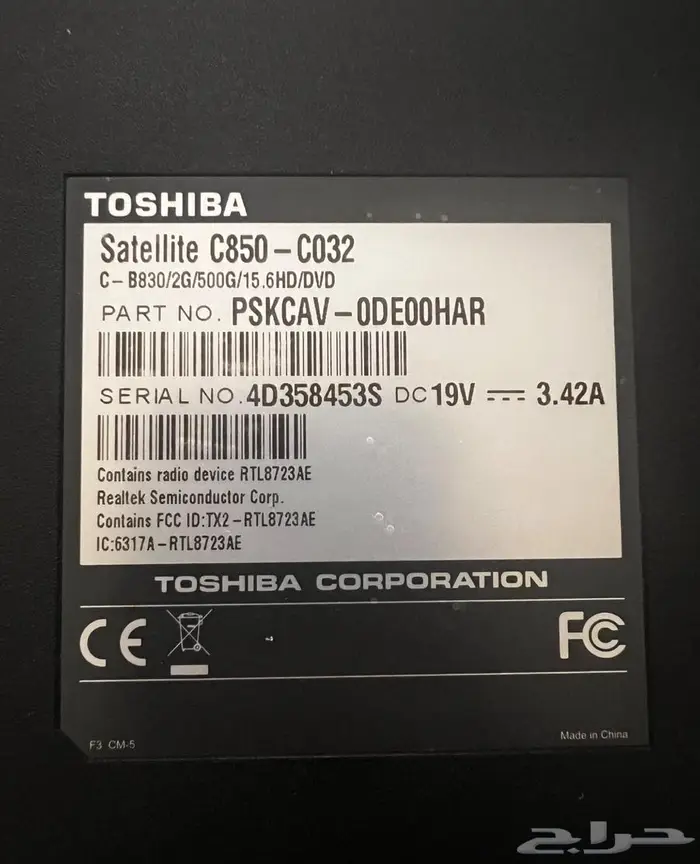 TOSHIBA
Satellite C850-C032
C-B830/2G/500G/15.6HD/DVD
PART NO. PSKCAV-0DE00HAR
SERIAL NO. 4D358453S DC 19V ⎓ 3.42A
Contains radio device RTL8723AE
Realtek Semiconductor Corp.
Contains FCC ID:TX2-RTL8723AE
IC:6317A-RTL8723AE
TOSHIBA CORPORATION
CE FC
F3 CM-5 Made in China
حراج